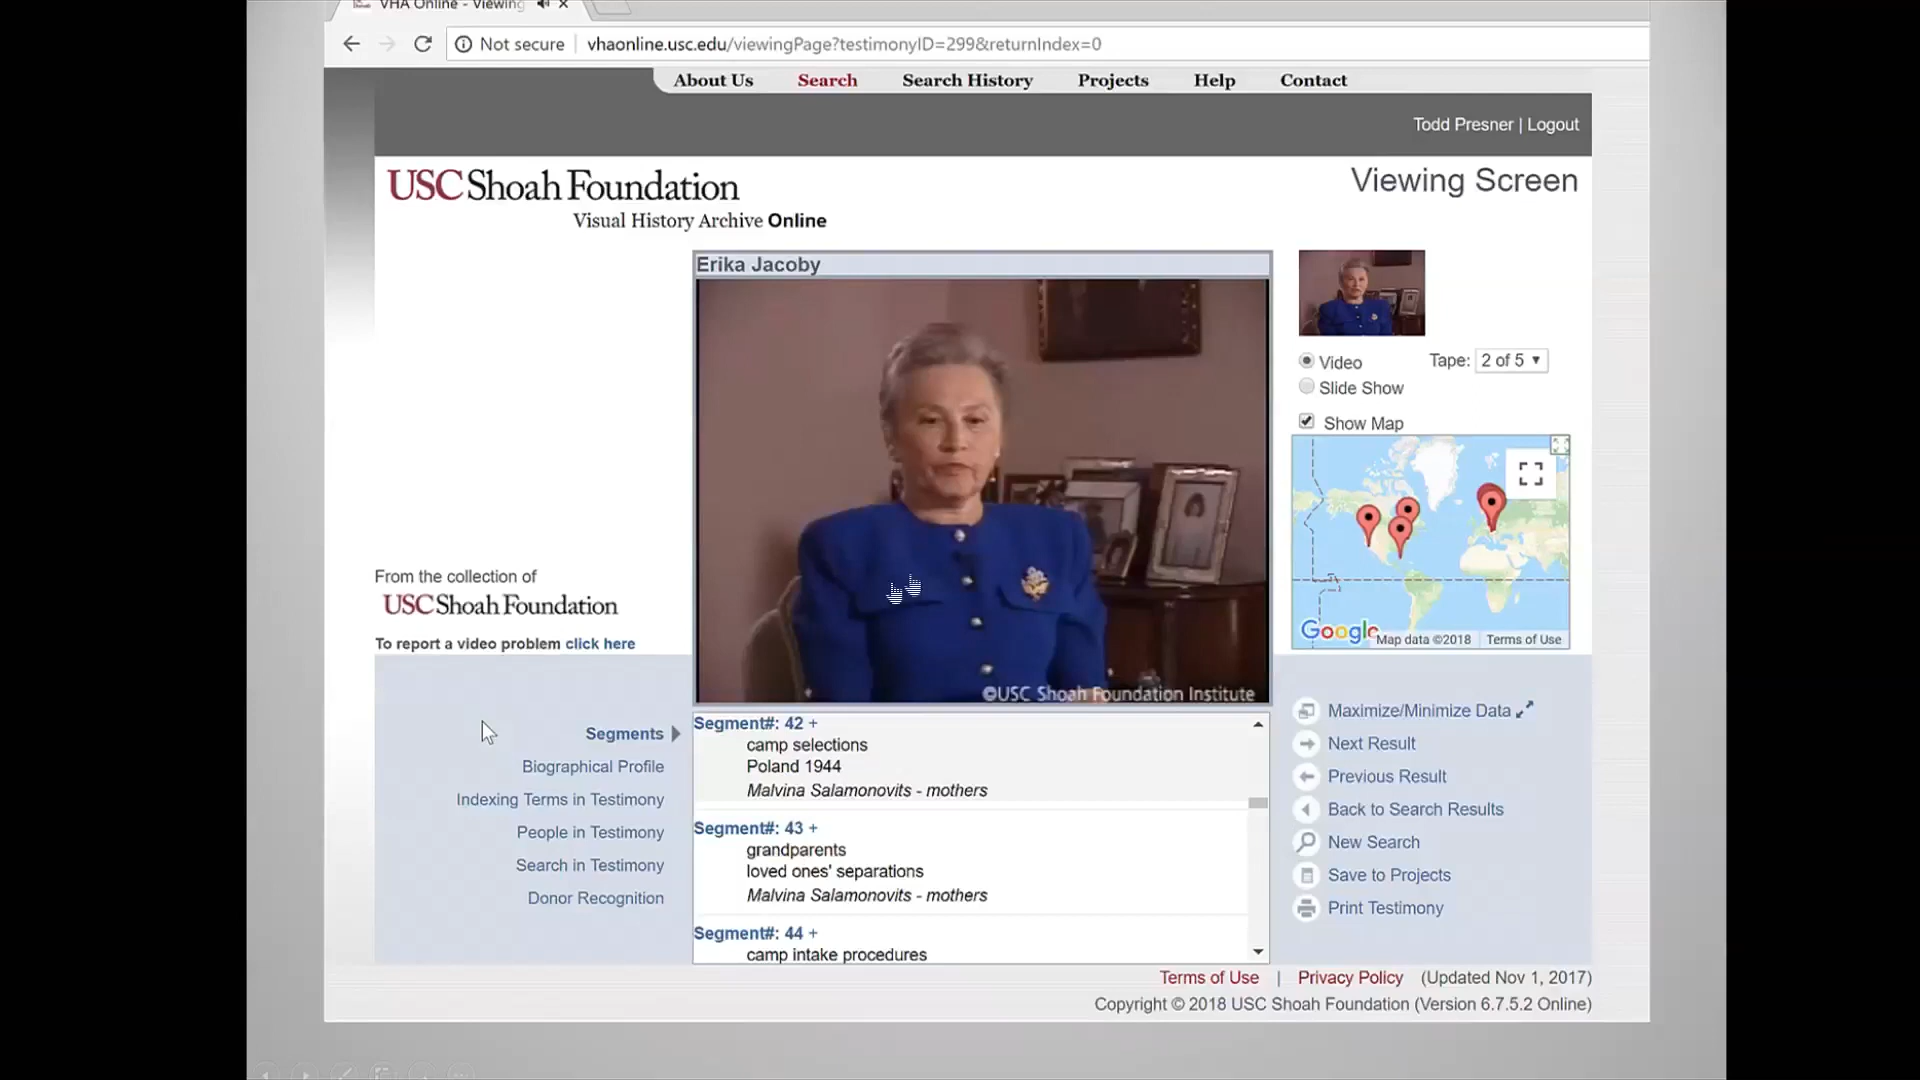 VHA Online - Viewing
Not secure
vhaonline.usc.edu/viewingPage?testimonyID=299&returnIndex=0
About Us Search Search History Projects Help Contact
Todd Presner | Logout
USC Shoah Foundation
Visual History Archive Online
Viewing Screen
Erika Jacoby
Video
Tape: 2 of 5
Slide Show
Show Map
Google
Map data ©2018
Terms of Use
From the collection of
USC Shoah Foundation
To report a video problem click here
©USC Shoah Foundation Institute
Segments
Biographical Profile
Indexing Terms in Testimony
People in Testimony
Search in Testimony
Donor Recognition
Segment#: 42 +
camp selections
Poland 1944
Malvina Salamonovits - mothers
Segment#: 43 +
grandparents
loved ones' separations
Malvina Salamonovits - mothers
Segment#: 44 +
camp intake procedures
Maximize/Minimize Data
Next Result
Previous Result
Back to Search Results
New Search
Save to Projects
Print Testimony
Terms of Use | Privacy Policy (Updated Nov 1, 2017)
Copyright © 2018 USC Shoah Foundation (Version 6.7.5.2 Online)